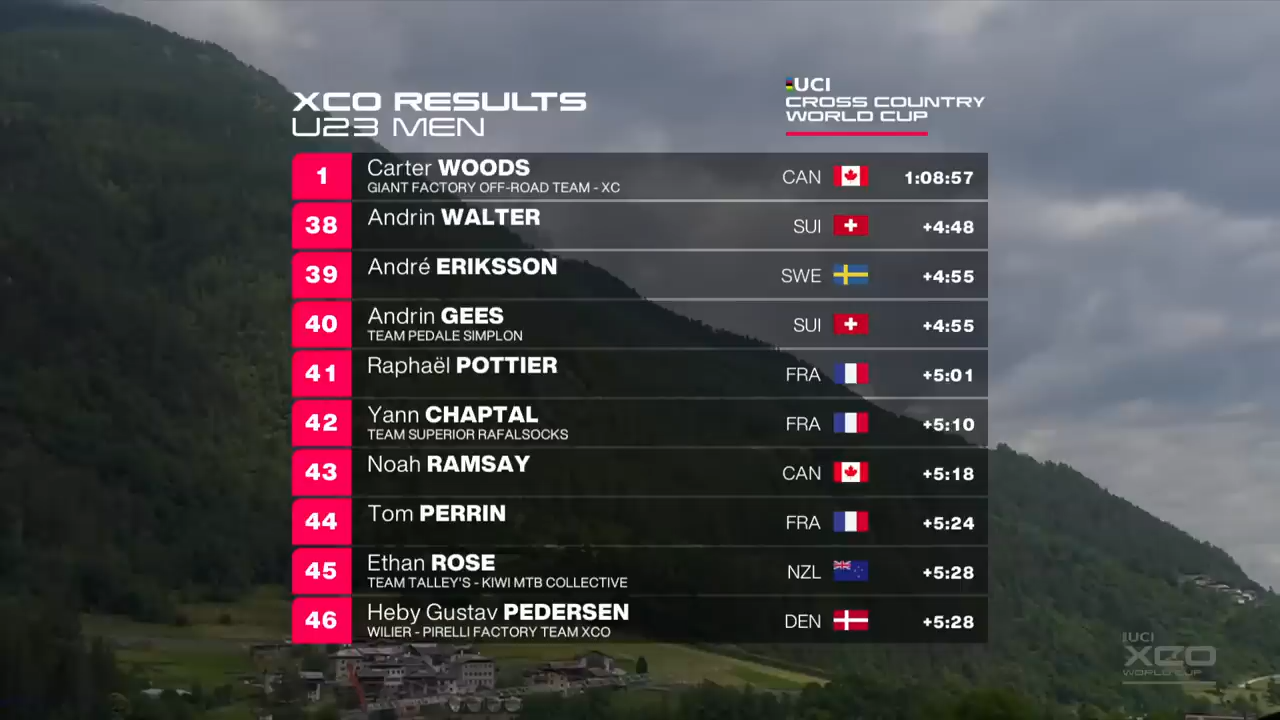 XCO RESULTS
U23 MEN
UCI
CROSS COUNTRY
WORLD CUP
1 Carter WOODS CAN 1:08:57
GIANT FACTORY OFF-ROAD TEAM - XC
38 Andrin WALTER SUI +4:48
39 André ERIKSSON SWE +4:55
40 Andrin GEES SUI +4:55
TEAM PEDALE SIMPLON
41 Raphaël POTTIER FRA +5:01
42 Yann CHAPTAL FRA +5:10
TEAM SUPERIOR RAFALSOCKS
43 Noah RAMSAY CAN +5:18
44 Tom PERRIN FRA +5:24
45 Ethan ROSE NZL +5:28
TEAM TALLEY'S - KIWI MTB COLLECTIVE
46 Heby Gustav PEDERSEN DEN +5:28
WILIER - PIRELLI FACTORY TEAM XCO
UCI
XCO
WORLD CUP